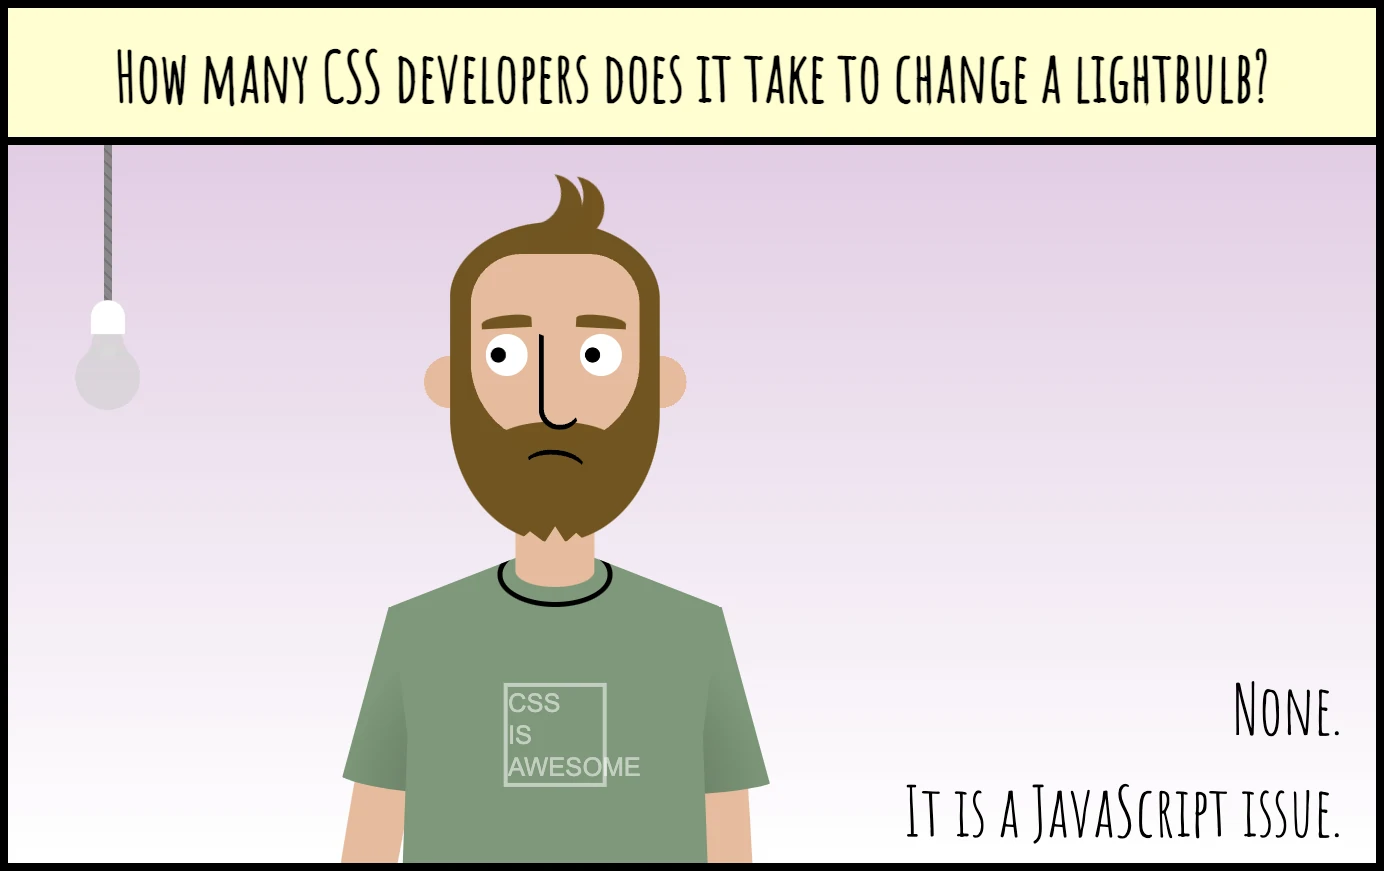 How many CSS developers does it take to change a lightbulb?
CSS
IS
AWESOME
None.
It is a JavaScript issue.